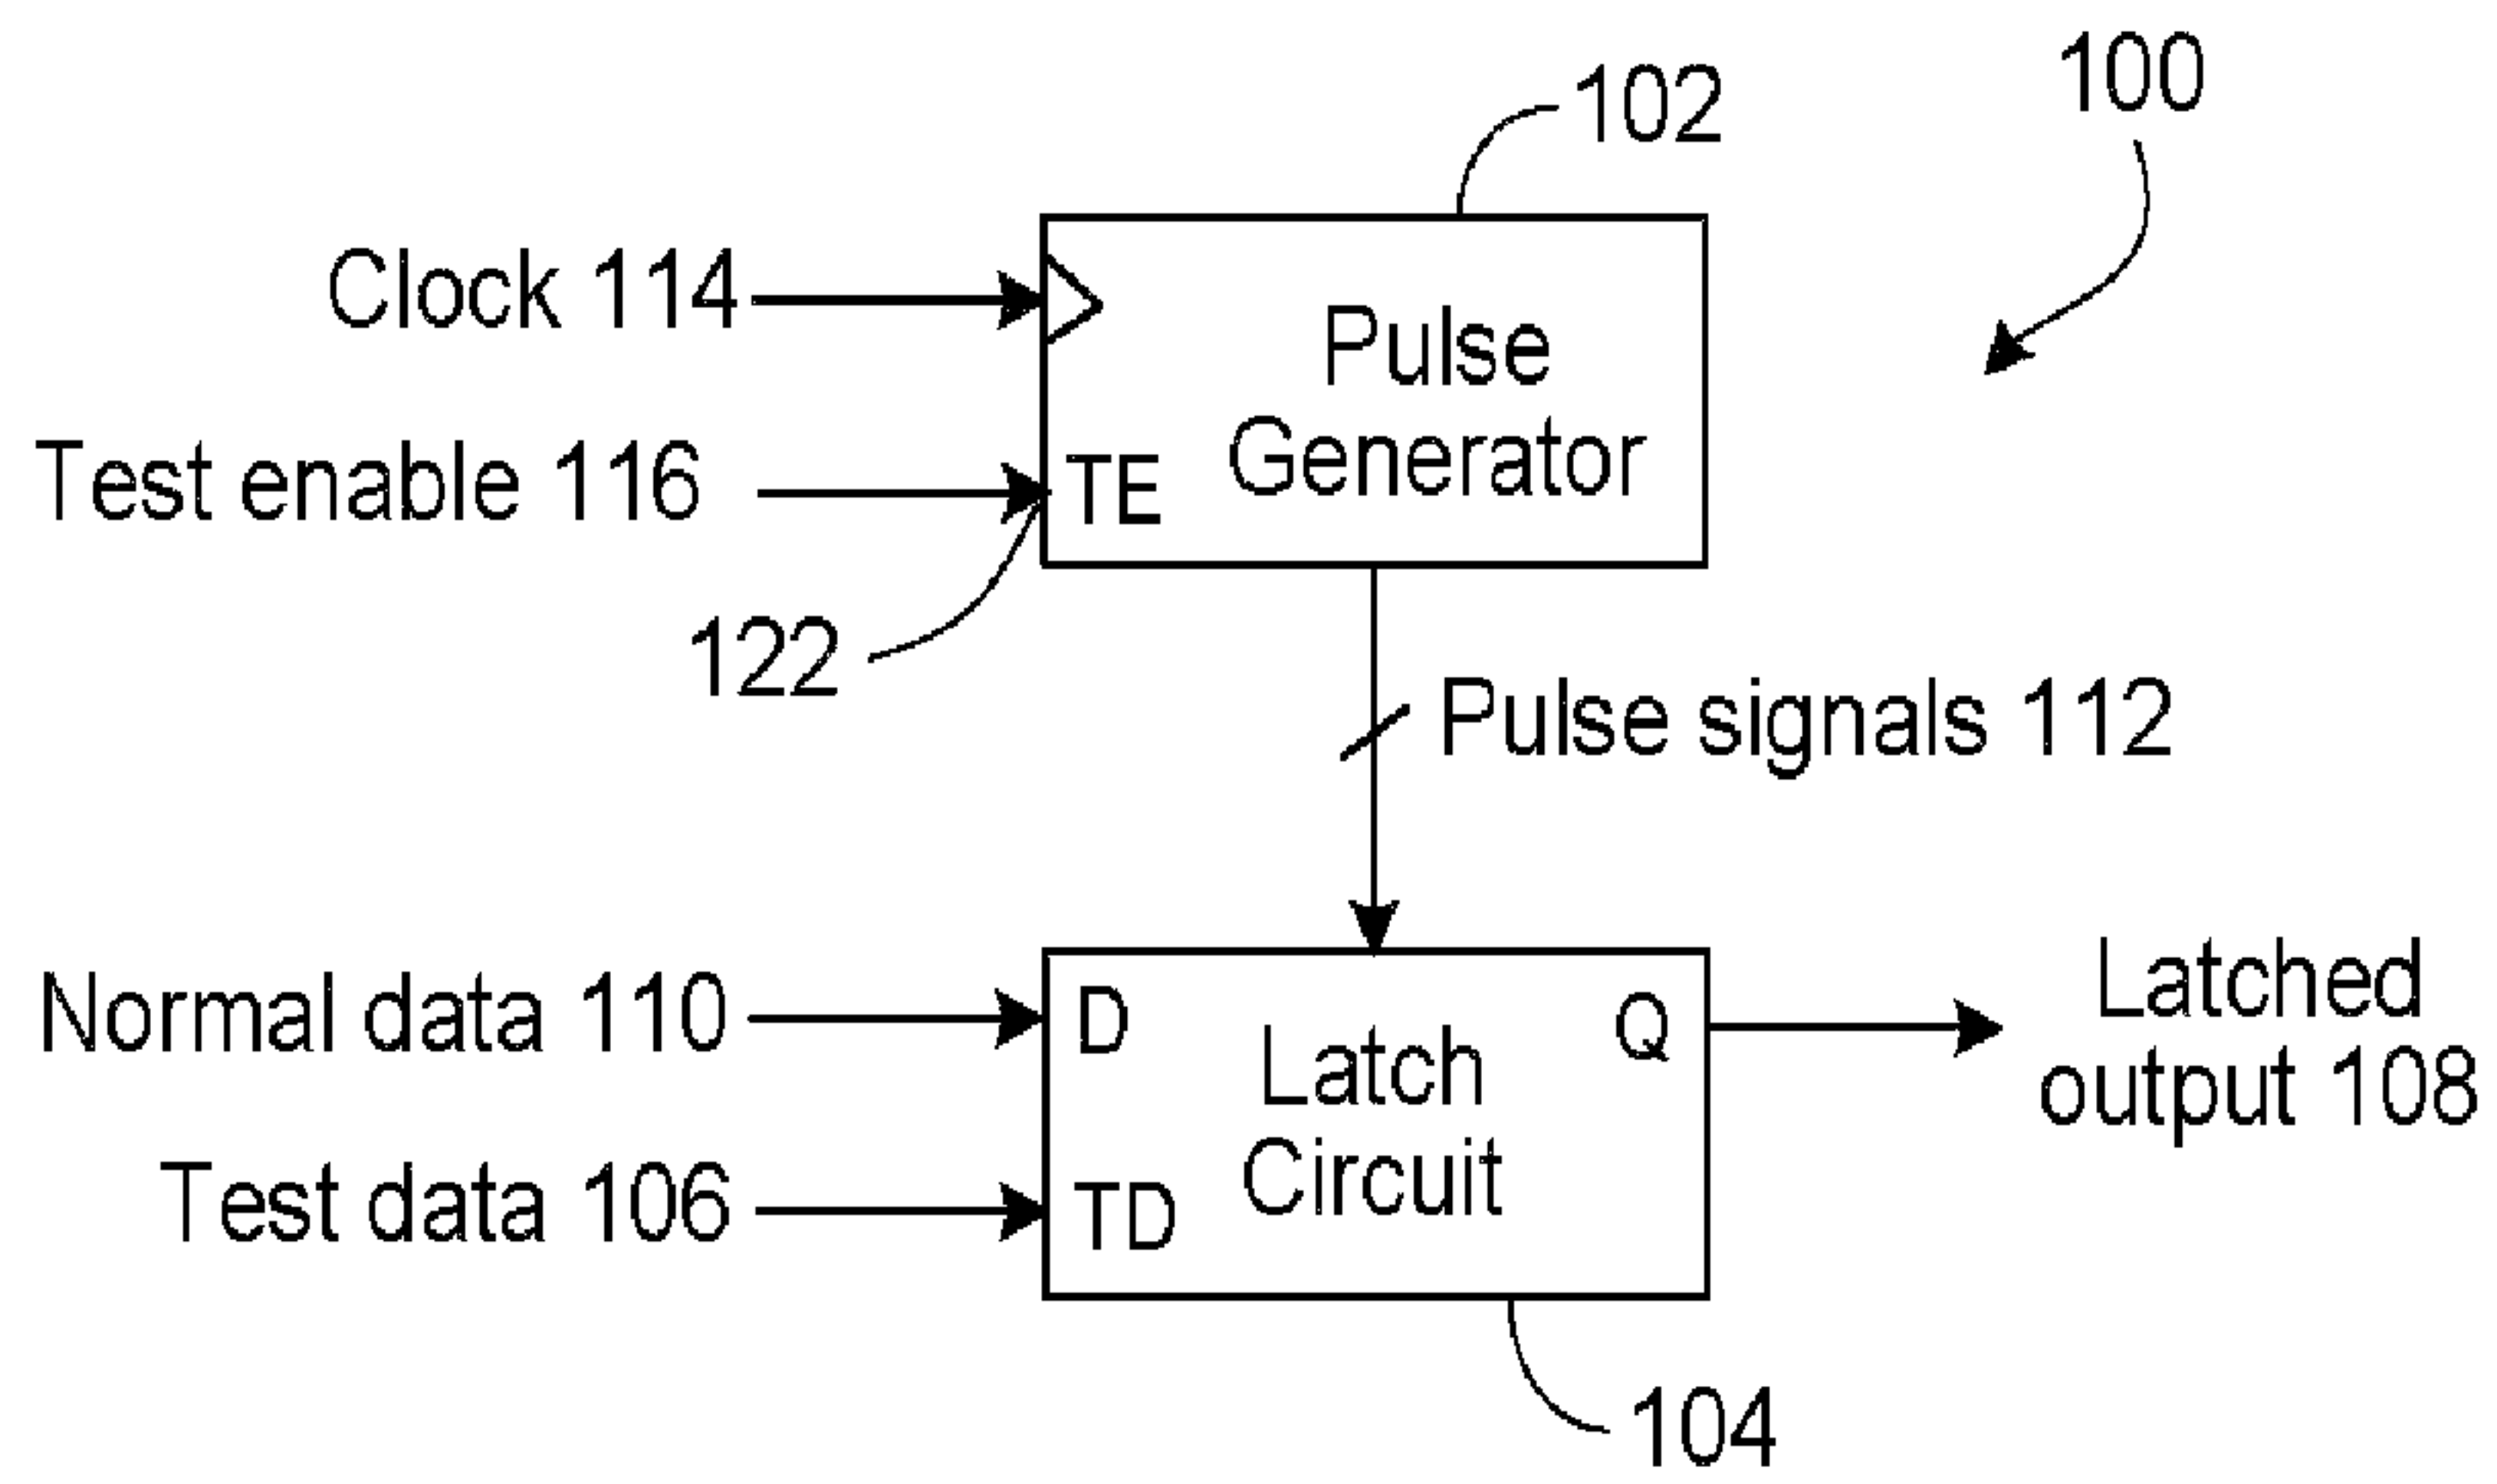 100
102
Clock 114
Pulse
Generator
Test enable 116
TE
122
Pulse signals 112
Normal data 110
D
Latch
Circuit
Q
Latched
output 108
Test data 106
TD
104